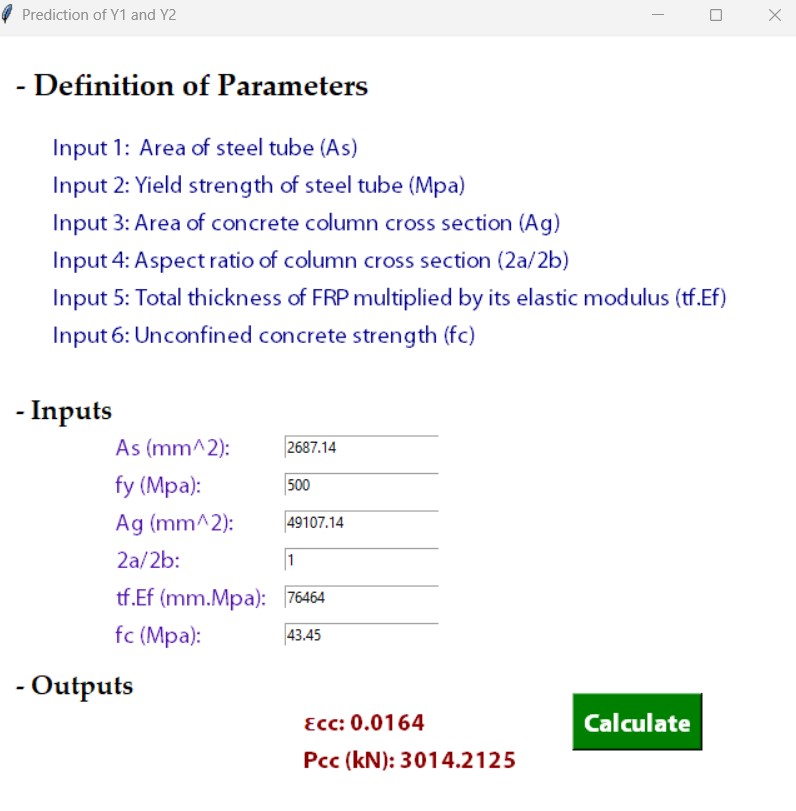 Prediction of Y1 and Y2
- Definition of Parameters
Input 1: Area of steel tube (As)
Input 2: Yield strength of steel tube (Mpa)
Input 3: Area of concrete column cross section (Ag)
Input 4: Aspect ratio of column cross section (2a/2b)
Input 5: Total thickness of FRP multiplied by its elastic modulus (tf.Ef)
Input 6: Unconfined concrete strength (fc)
- Inputs
As (mm^2): 2687.14
fy (Mpa): 500
Ag (mm^2): 49107.14
2a/2b: 1
tf.Ef (mm.Mpa): 76464
fc (Mpa): 43.45
- Outputs
εcc: 0.0164
Calculate
Pcc (kN): 3014.2125